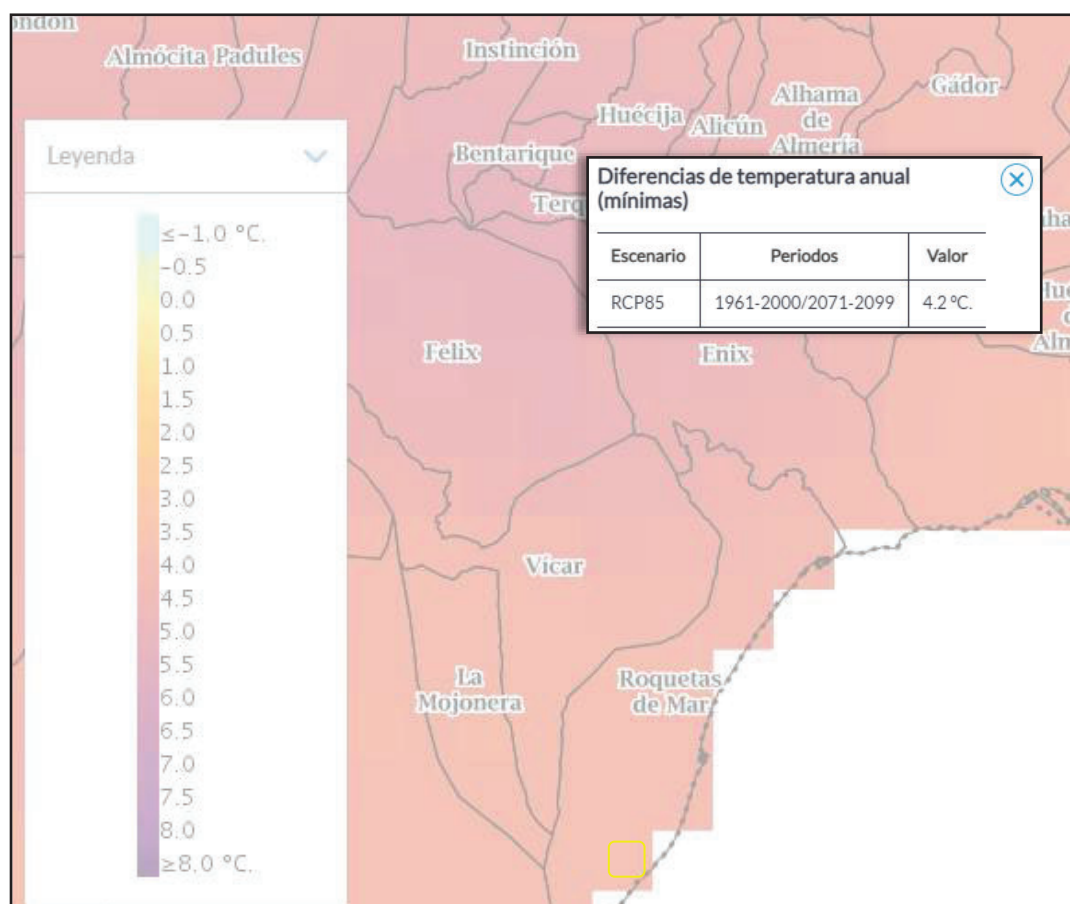 Almócita Padules
Instinción
Gádor
Huécija
Alicún
Alhama
de
Almería
Leyenda
Bentarique
Diferencias de temperatura anual
(mínimas)
Escenario Periodos Valor
RCP85 1961-2000/2071-2099 4.2 ºC.
≤-1.0 °C.
-0.5
0.0
0.5
1.0
1.5
2.0
2.5
3.0
3.5
4.0
4.5
5.0
5.5
6.0
6.5
7.0
7.5
8.0
≥8.0 °C.
Felix
Enix
Vícar
La
Mojonera
Roquetas
de Mar